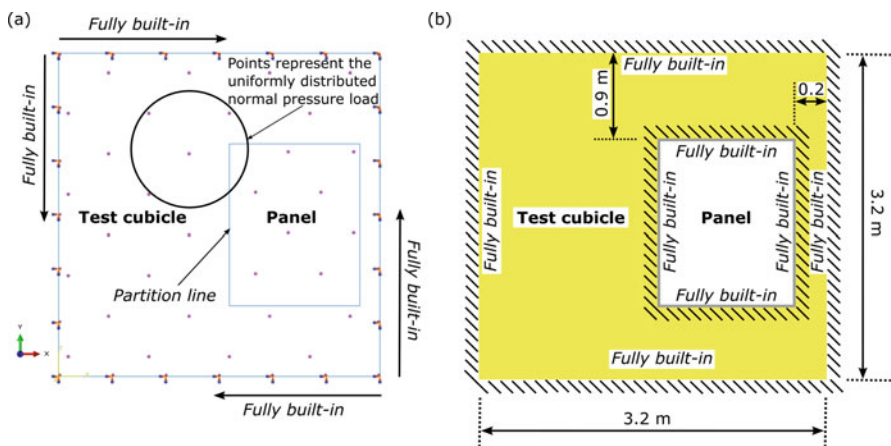 (a)
Fully built-in
Points represent the
uniformly distributed
normal pressure load
Fully built-in
Test cubicle
Panel
Partition line
Fully built-in
Fully built-in
Y
X
(b)
Fully built-in
0.9 m
0.2
Fully built-in
Fully built-in
Test cubicle
Fully built-in
Panel
Fully built-in
Fully built-in
Fully built-in
Fully built-in
3.2 m
3.2 m